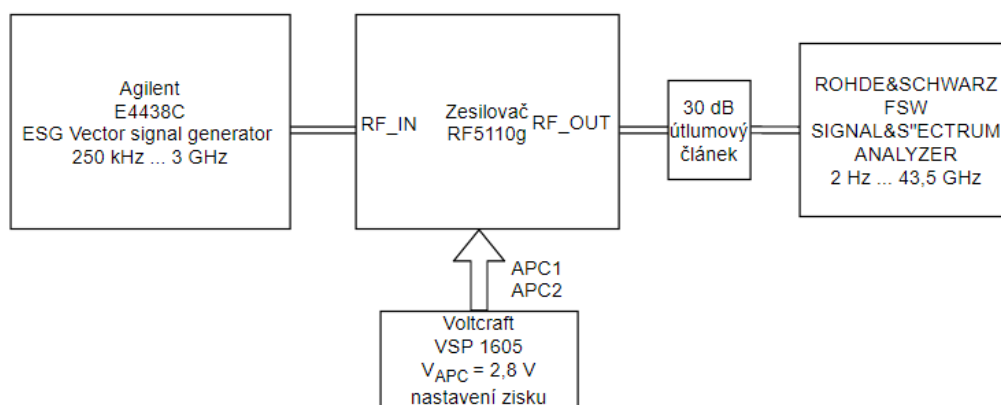 Agilent
E4438C
ESG Vector signal generator
250 kHz ... 3 GHz
RF_IN
Zesilovač
RF5110g
RF_OUT
30 dB
útlumový
článek
ROHDE&SCHWARZ
FSW
SIGNAL&S"ECTRUM
ANALYZER
2 Hz ... 43,5 GHz
APC1
APC2
Voltcraft
VSP 1605
VAPC = 2,8 V
nastavení zisku